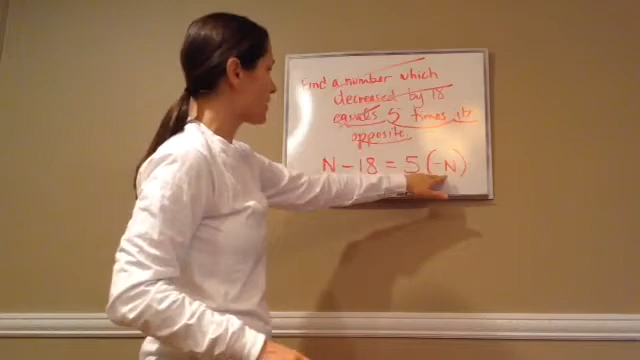 Find a number which
decreased by 18
equals 5 times its
opposite.
N - 18 = 5(-N)